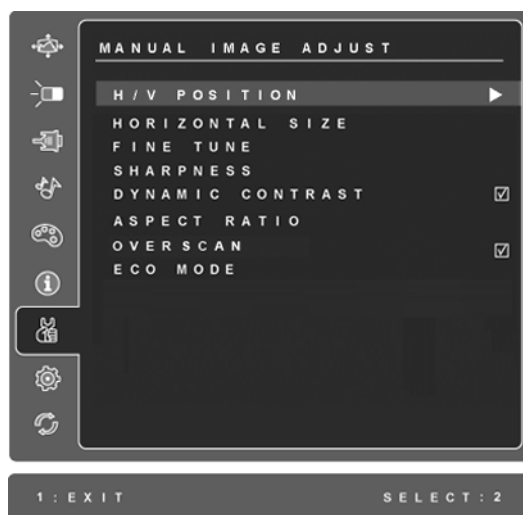 MANUAL IMAGE ADJUST
H/V POSITION
HORIZONTAL SIZE
FINE TUNE
SHARPNESS
DYNAMIC CONTRAST
ASPECT RATIO
OVERSCAN
ECO MODE
1:EXIT SELECT:2